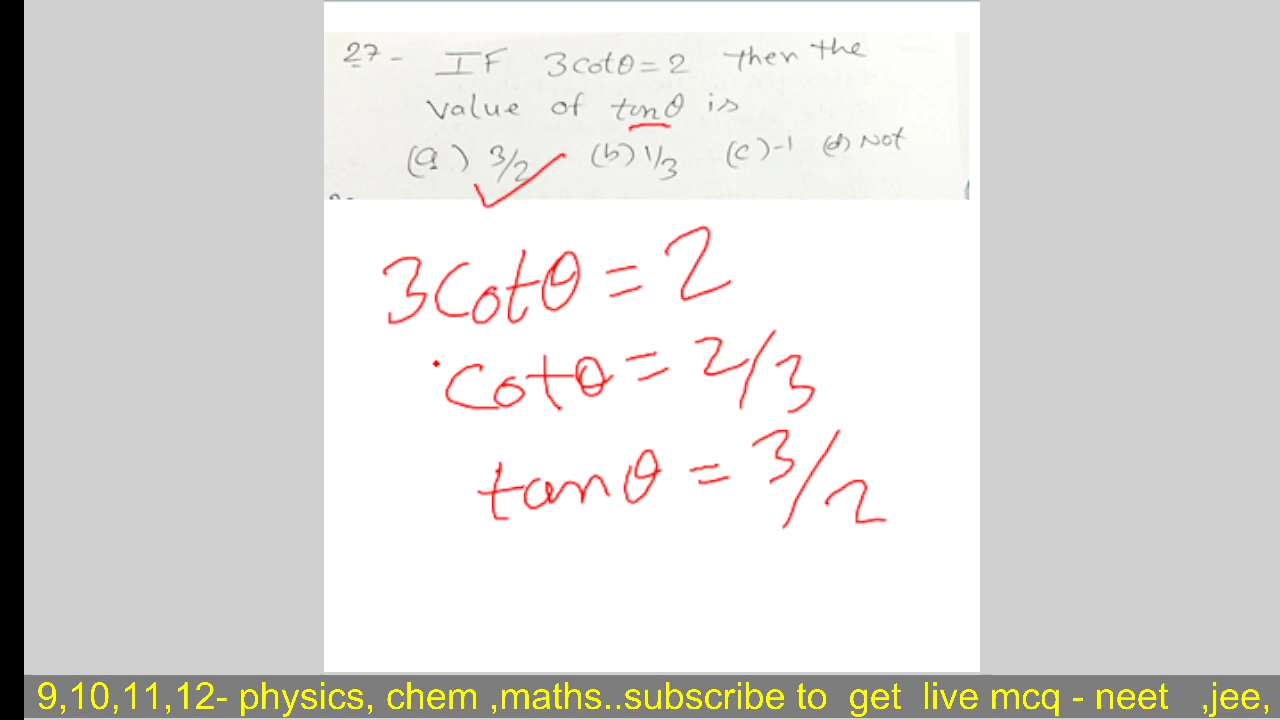 27- IF 3cotθ=2 then the
value of tanθ is
(a) 3/2 (b) 1/3 (c)-1 (d) Not
3cotθ=2
cotθ=2/3
tanθ=3/2
9,10,11,12- physics, chem ,maths..subscribe to get live mcq - neet ,jee,